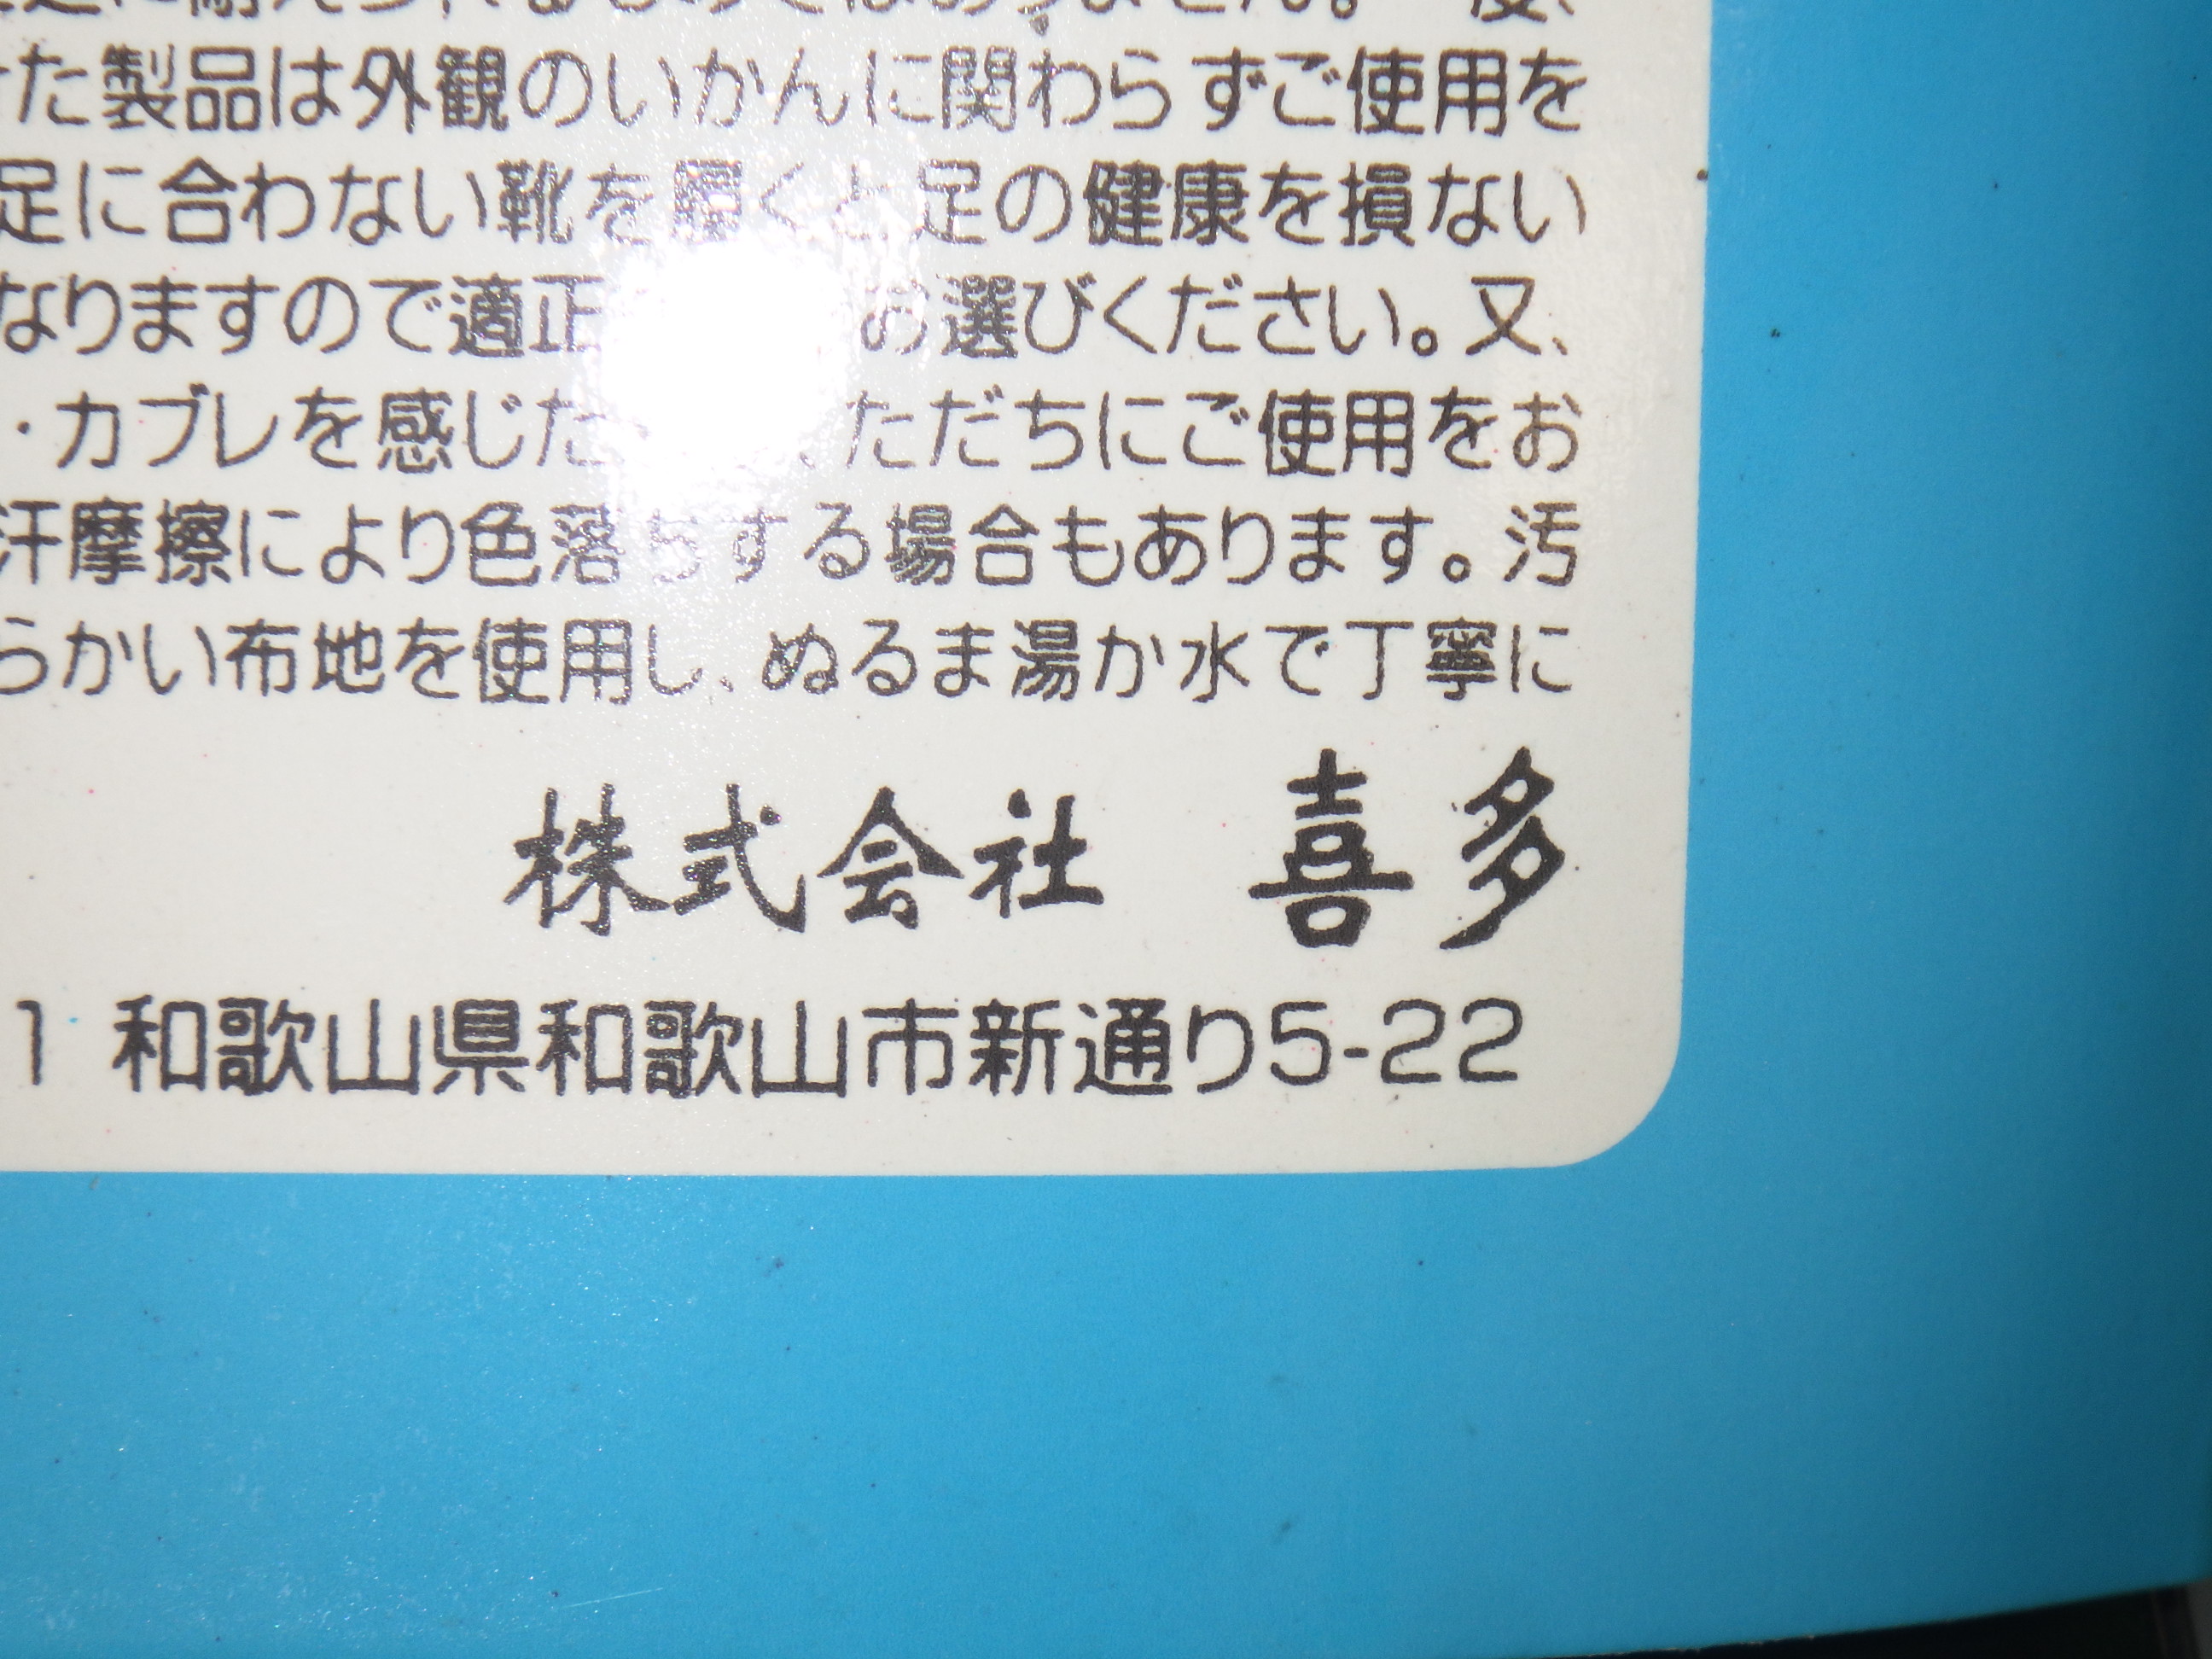 た製品は外観のいかんに関わらずご使用を
足に合わない靴を履くと足の健康を損ない
なりますので適正 お選びください。又、
・カブレを感じた 、ただちにご使用をお
汗摩擦により色落ちする場合もあります。汚
らかい布地を使用し、ぬるま湯か水で丁寧に
株式会社 喜多
1 和歌山県和歌山市新通り5-22